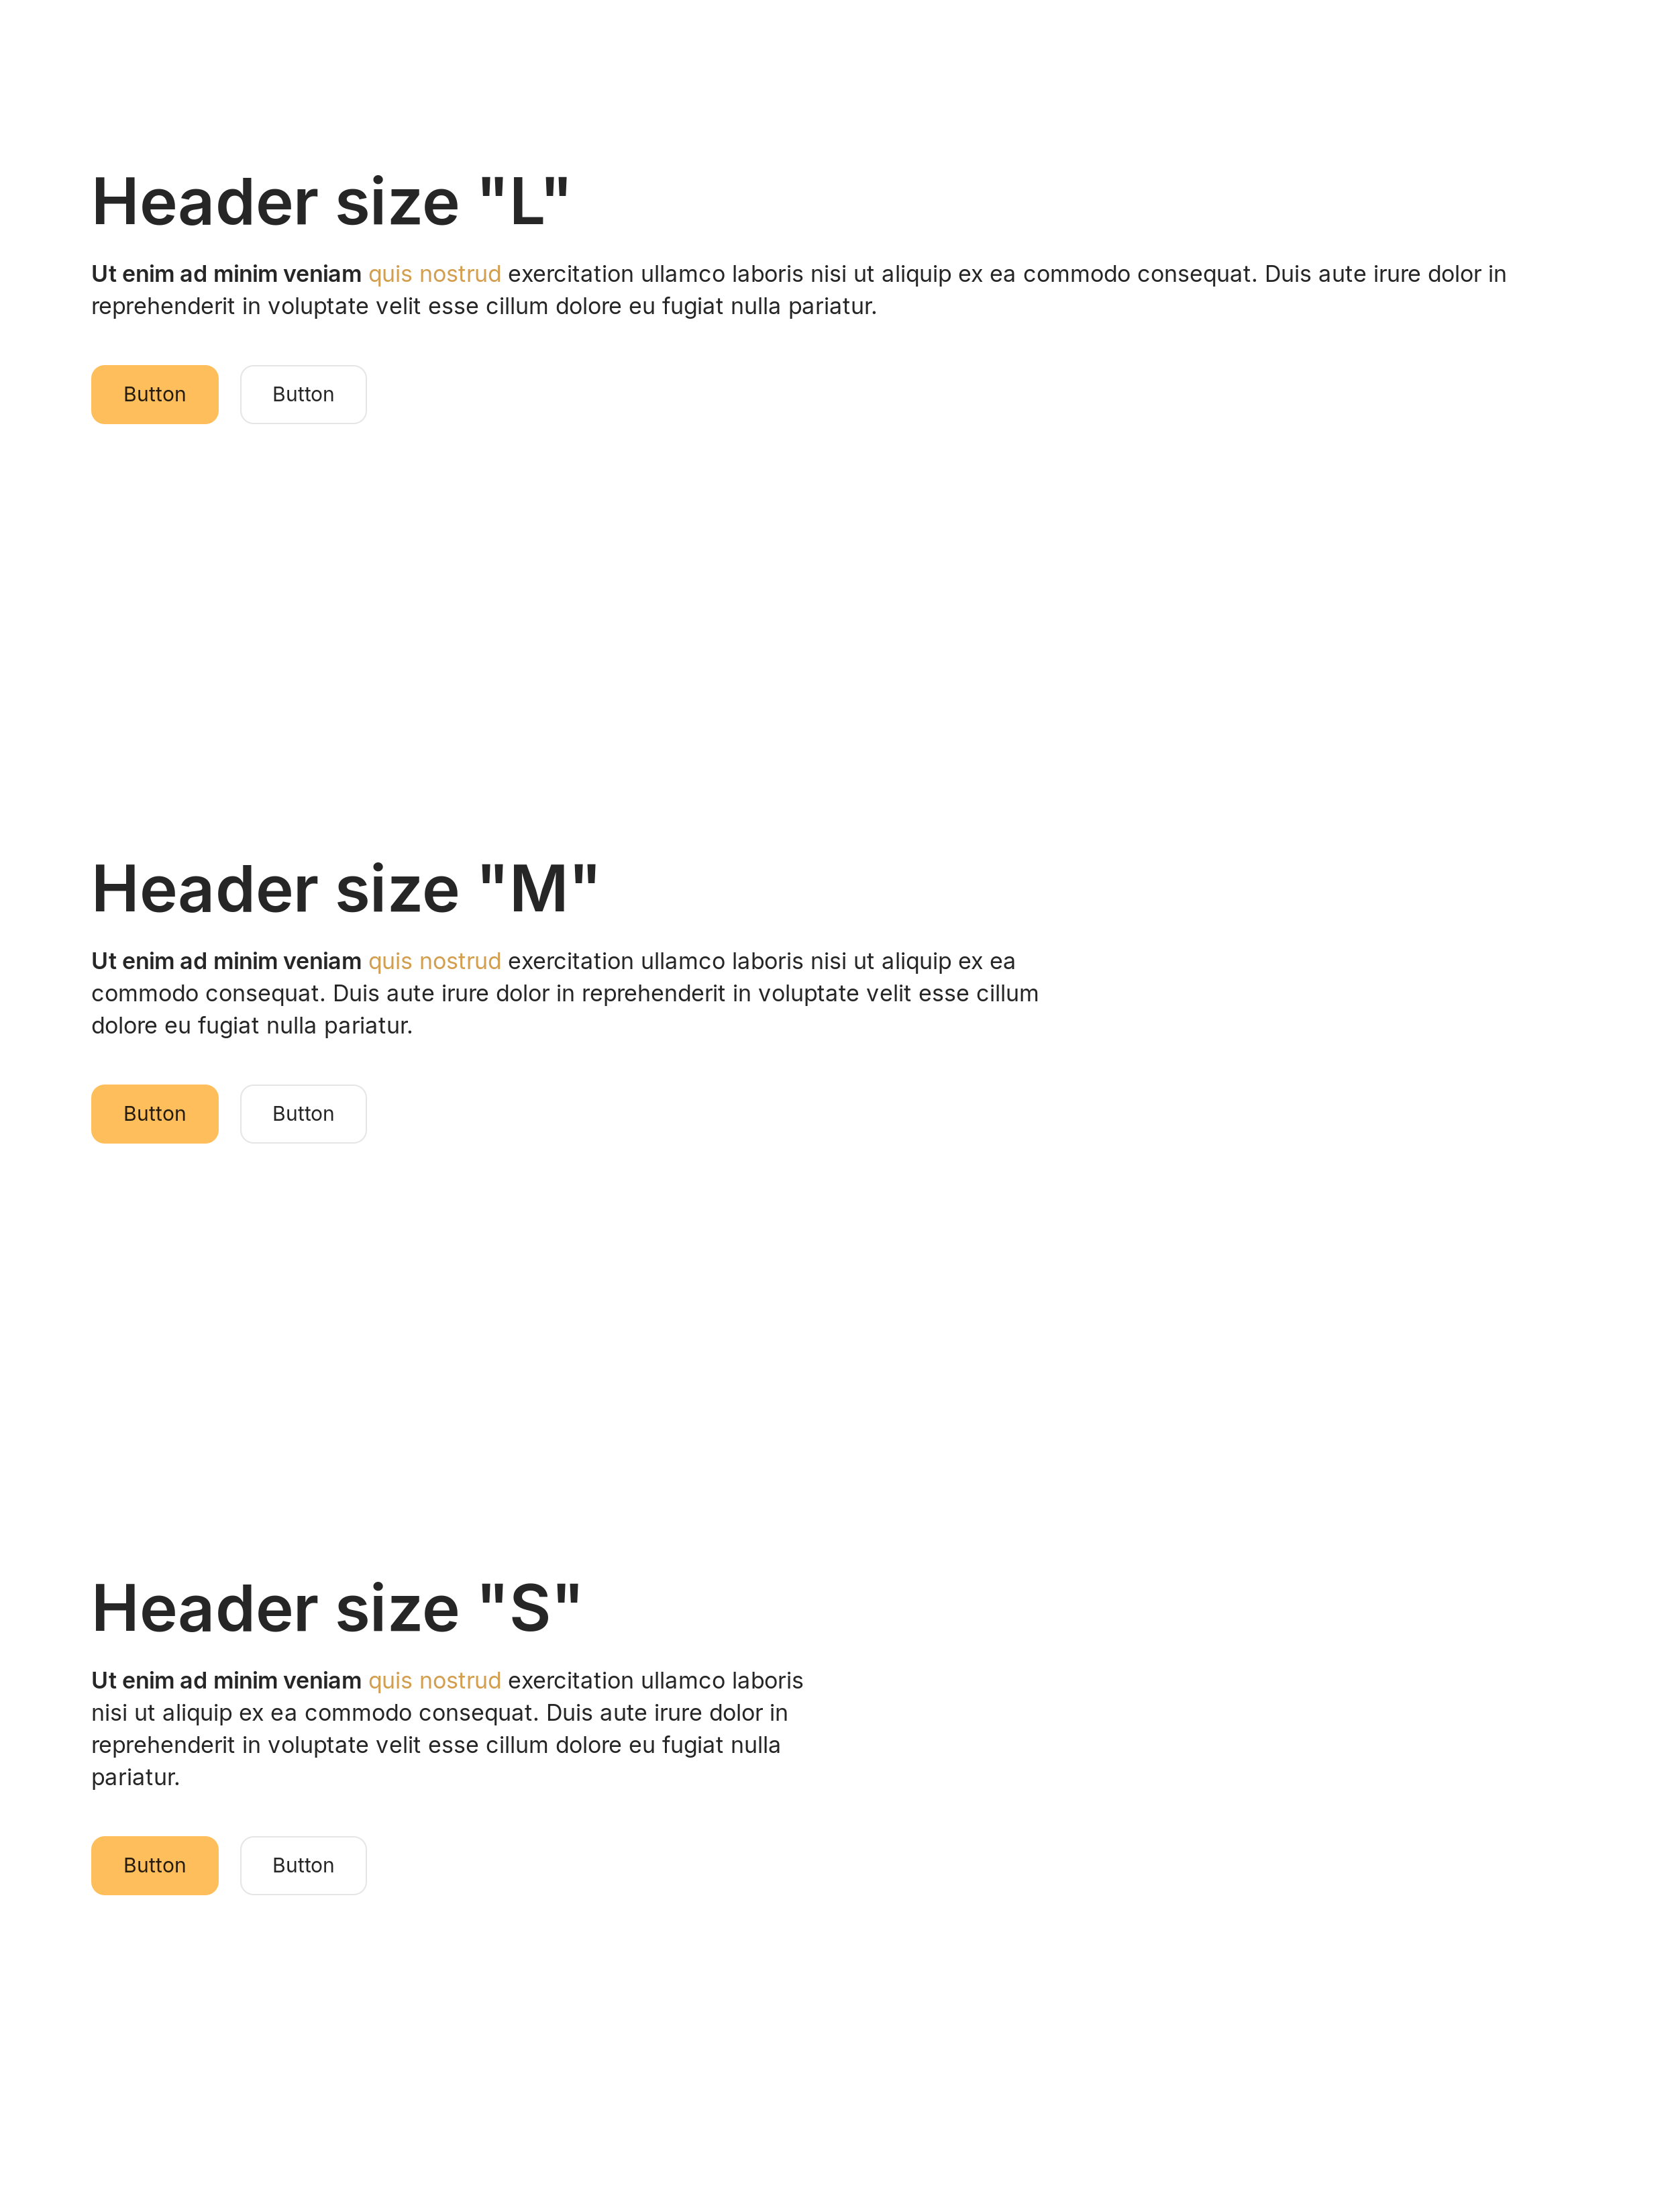 Header size "L"
Ut enim ad minim veniam quis nostrud exercitation ullamco laboris nisi ut aliquip ex ea commodo consequat. Duis aute irure dolor in
reprehenderit in voluptate velit esse cillum dolore eu fugiat nulla pariatur.
Button Button
Header size "M"
Ut enim ad minim veniam quis nostrud exercitation ullamco laboris nisi ut aliquip ex ea
commodo consequat. Duis aute irure dolor in reprehenderit in voluptate velit esse cillum
dolore eu fugiat nulla pariatur.
Button Button
Header size "S"
Ut enim ad minim veniam quis nostrud exercitation ullamco laboris
nisi ut aliquip ex ea commodo consequat. Duis aute irure dolor in
reprehenderit in voluptate velit esse cillum dolore eu fugiat nulla
pariatur.
Button Button